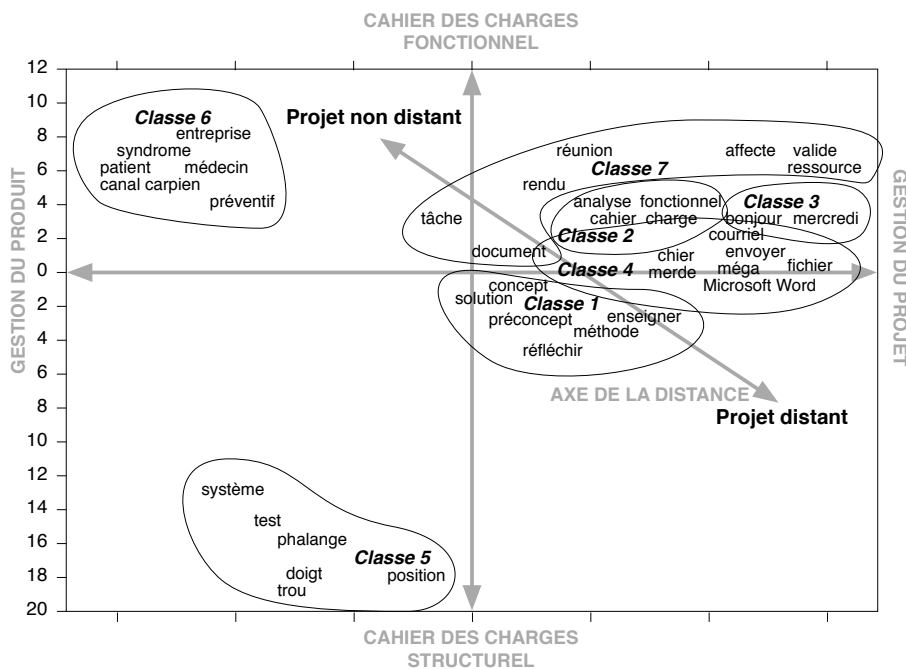 CAHIER DES CHARGES
FONCTIONNEL
12
10
8
6
4
2
0
2
4
6
8
10
12
14
16
18
20
GESTION DU PRODUIT
GESTION DU PROJET
Classe 6
entreprise
syndrome
patient médecin
canal carpien
préventif
Projet non distant
réunion affecte valide
Classe 7 ressource
rendu
analyse fonctionnel Classe 3
tâche cahier charge bonjour mercredi
Classe 2 courriel
document chier envoyer
Classe 4 merde méga fichier
concept Microsoft Word
solution Classe 1
préconcept enseigner
méthode
réfléchir
AXE DE LA DISTANCE
Projet distant
système
test
phalange
Classe 5
doigt position
trou
CAHIER DES CHARGES
STRUCTUREL